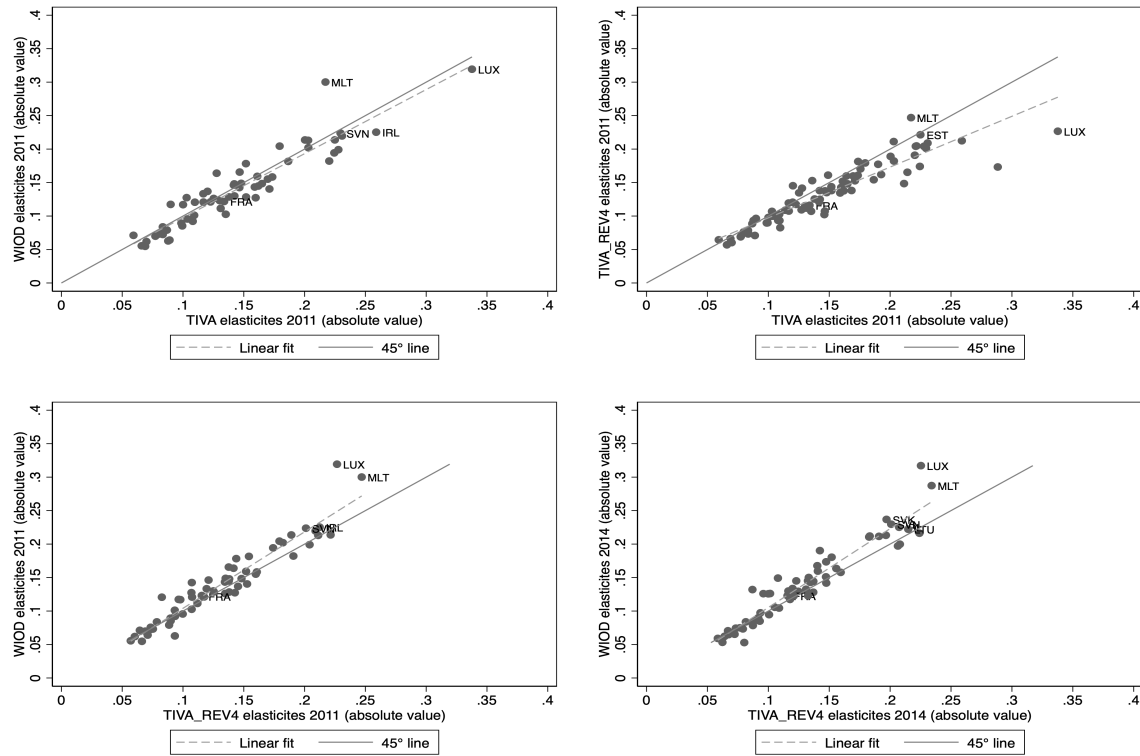 WIOD elasticites 2011 (absolute value)
0 .05 .1 .15 .2 .25 .3 .35 .4
MLT
LUX
SVN
IRL
FRA
0 .05 .1 .15 .2 .25 .3 .35 .4
TIVA elasticites 2011 (absolute value)
Linear fit 45° line
TIVA_REV4 elasticites 2011 (absolute value)
0 .05 .1 .15 .2 .25 .3 .35 .4
MLT
EST
LUX
FRA
0 .05 .1 .15 .2 .25 .3 .35 .4
TIVA elasticites 2011 (absolute value)
Linear fit 45° line
WIOD elasticites 2011 (absolute value)
0 .05 .1 .15 .2 .25 .3 .35 .4
LUX
MLT
SVN
IRL
FRA
0 .05 .1 .15 .2 .25 .3 .35 .4
TIVA_REV4 elasticites 2011 (absolute value)
Linear fit 45° line
WIOD elasticites 2014 (absolute value)
0 .05 .1 .15 .2 .25 .3 .35 .4
LUX
MLT
SVK
FRA
0 .05 .1 .15 .2 .25 .3 .35 .4
TIVA_REV4 elasticites 2014 (absolute value)
Linear fit 45° line